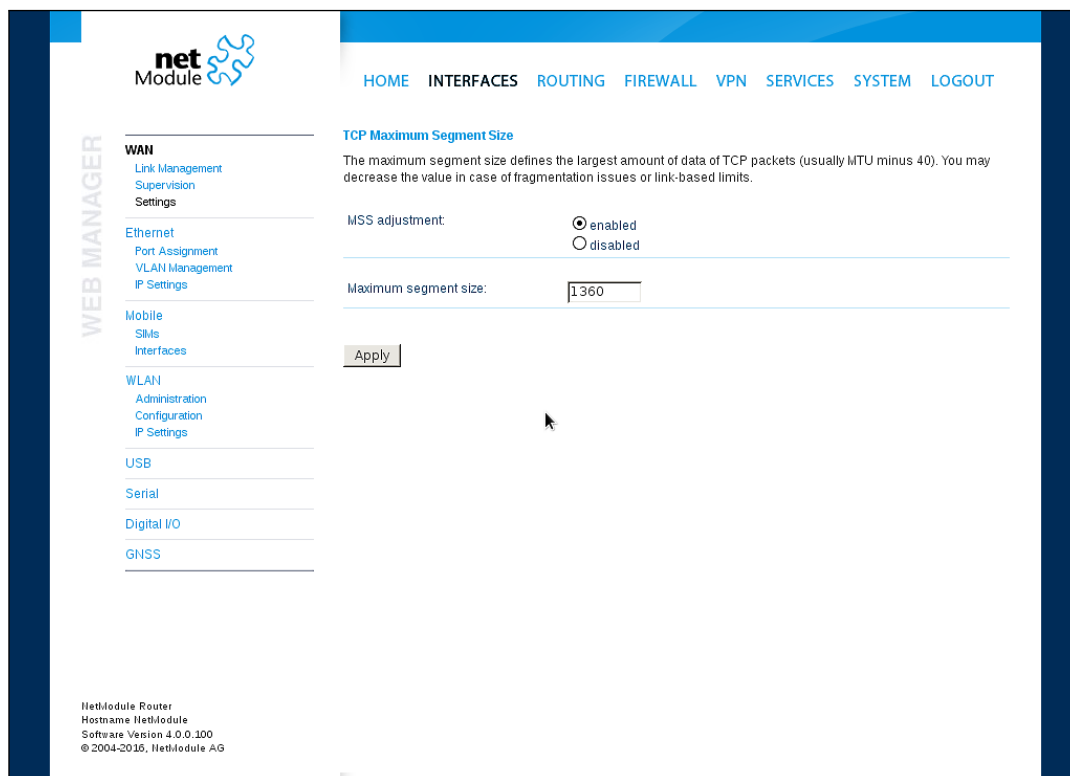 net
Module
HOME INTERFACES ROUTING FIREWALL VPN SERVICES SYSTEM LOGOUT
WEB MANAGER
WAN
Link Management
Supervision
Settings
Ethernet
Port Assignment
VLAN Management
IP Settings
Mobile
SIMs
Interfaces
WLAN
Administration
Configuration
IP Settings
USB
Serial
Digital I/O
GNSS
TCP Maximum Segment Size
The maximum segment size defines the largest amount of data of TCP packets (usually MTU minus 40). You may
decrease the value in case of fragmentation issues or link-based limits.
MSS adjustment:
enabled
disabled
Maximum segment size: 1360
Apply
NetModule Router
Hostname NetModule
Software Version 4.0.0.100
© 2004-2016, NetModule AG